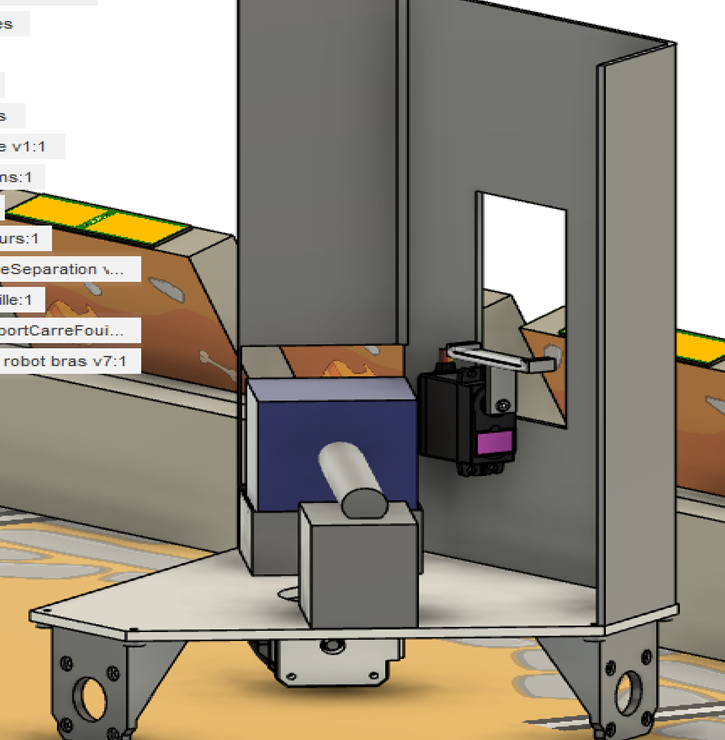 es
s
e v1:1
ns:1
urs:1
eSeparation v...
ille:1
portCarreFoui...
robot bras v7:1